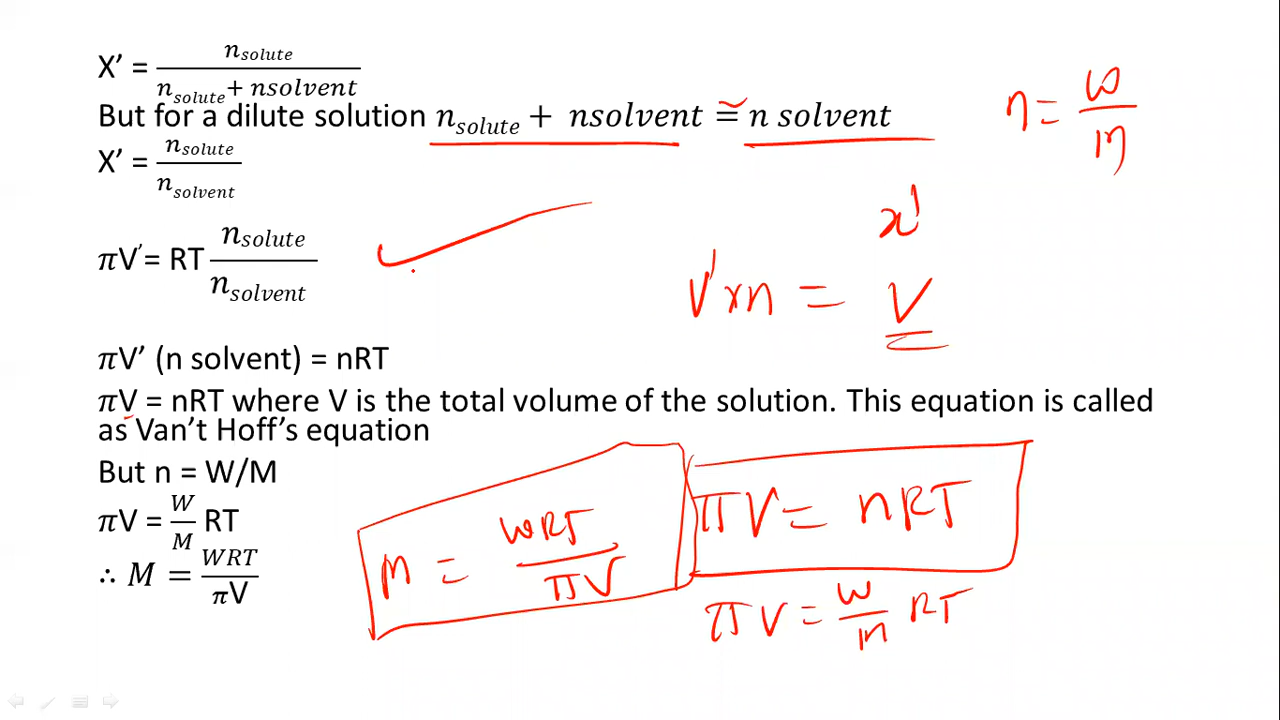 X' = n_solute / (n_solute + nsolvent)
But for a dilute solution n_solute + nsolvent ≅ n solvent
X' = n_solute / n_solvent
πV' = RT n_solute / n_solvent
πV' (n solvent) = nRT
πV = nRT where V is the total volume of the solution. This equation is called
as Van't Hoff's equation
But n = W/M
πV = W/M RT
∴ M = WRT / πV
n = w/m
x'
V' x n = V
πV = nRT
m = wRT / πV
πV = w/m RT